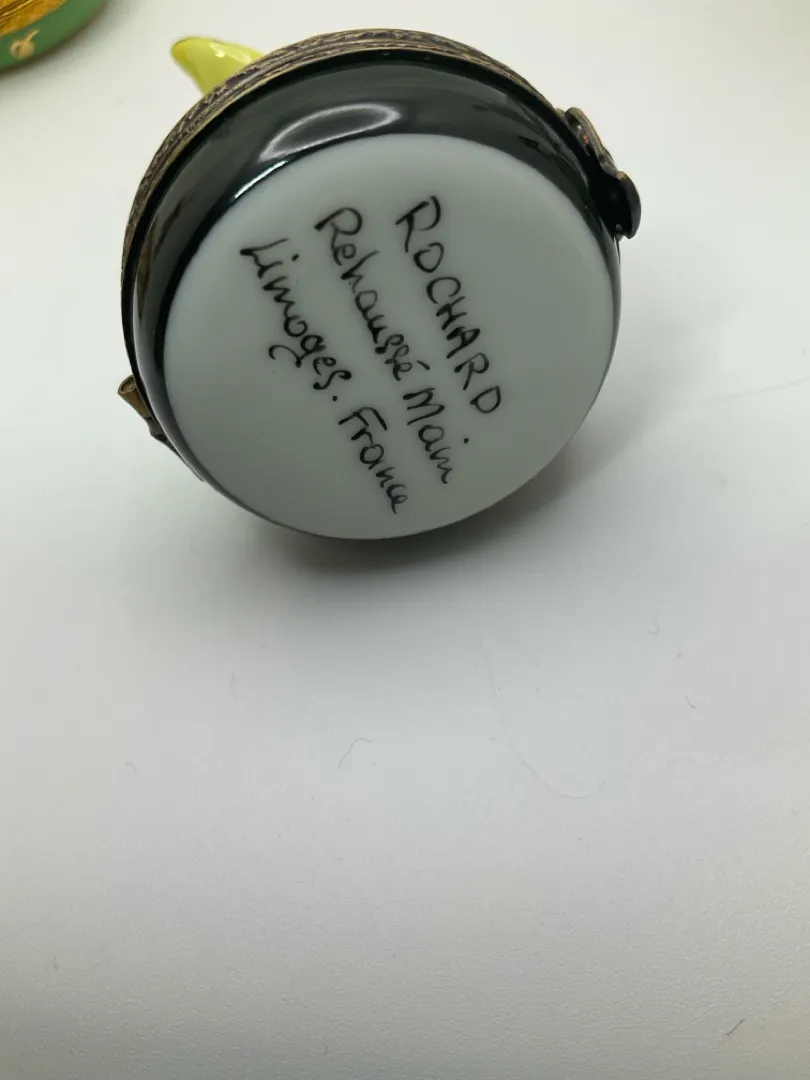 ROCHARD
Rehaussé Main
Limoges. France